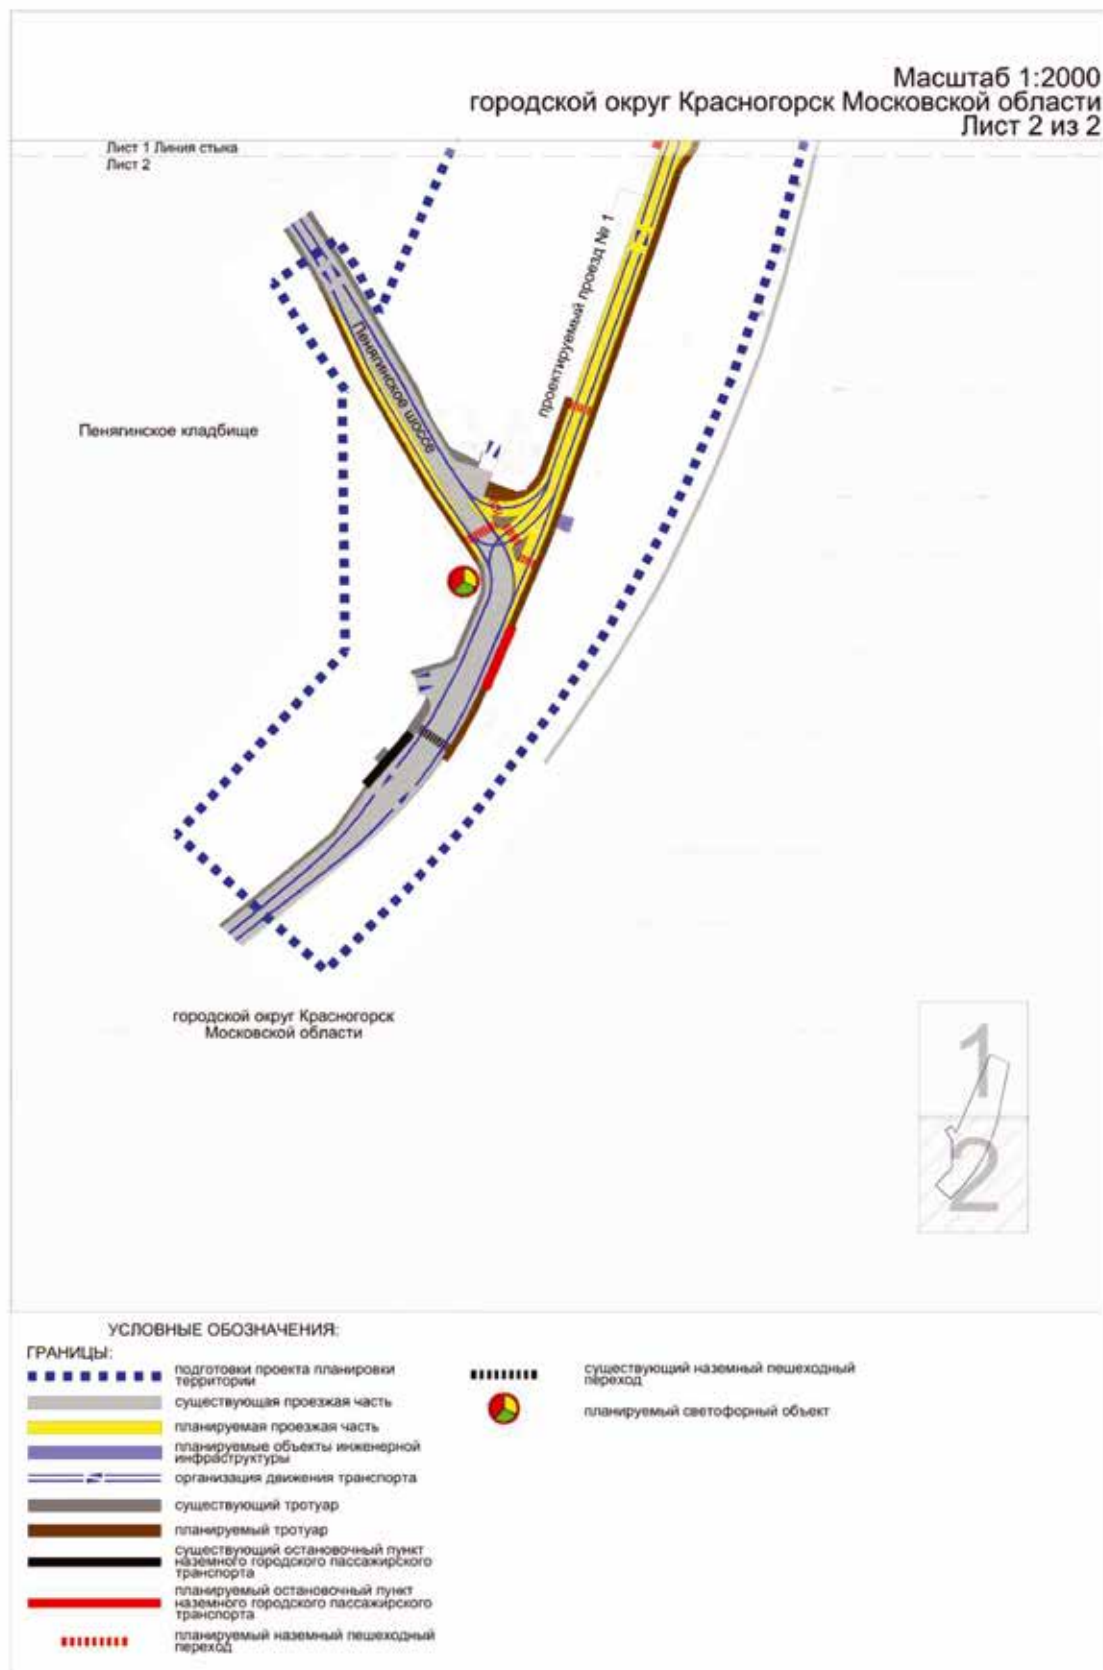 Масштаб 1:2000
городской округ Красногорск Московской области
Лист 2 из 2
Лист 1 Линия стыка
Лист 2
проектируемый проезд № 1
Пенягинское шоссе
Пенягинское кладбище
городской округ Красногорск
Московской области
1
2
УСЛОВНЫЕ ОБОЗНАЧЕНИЯ:
ГРАНИЦЫ:
подготовки проекта планировки
территории
существующая проезжая часть
планируемая проезжая часть
планируемые объекты инженерной
инфраструктуры
организация движения транспорта
существующий тротуар
планируемый тротуар
существующий остановочный пункт
наземного городского пассажирского
транспорта
планируемый остановочный пункт
наземного городского пассажирского
транспорта
планируемый наземный пешеходный
переход
существующий наземный пешеходный
переход
планируемый светофорный объект